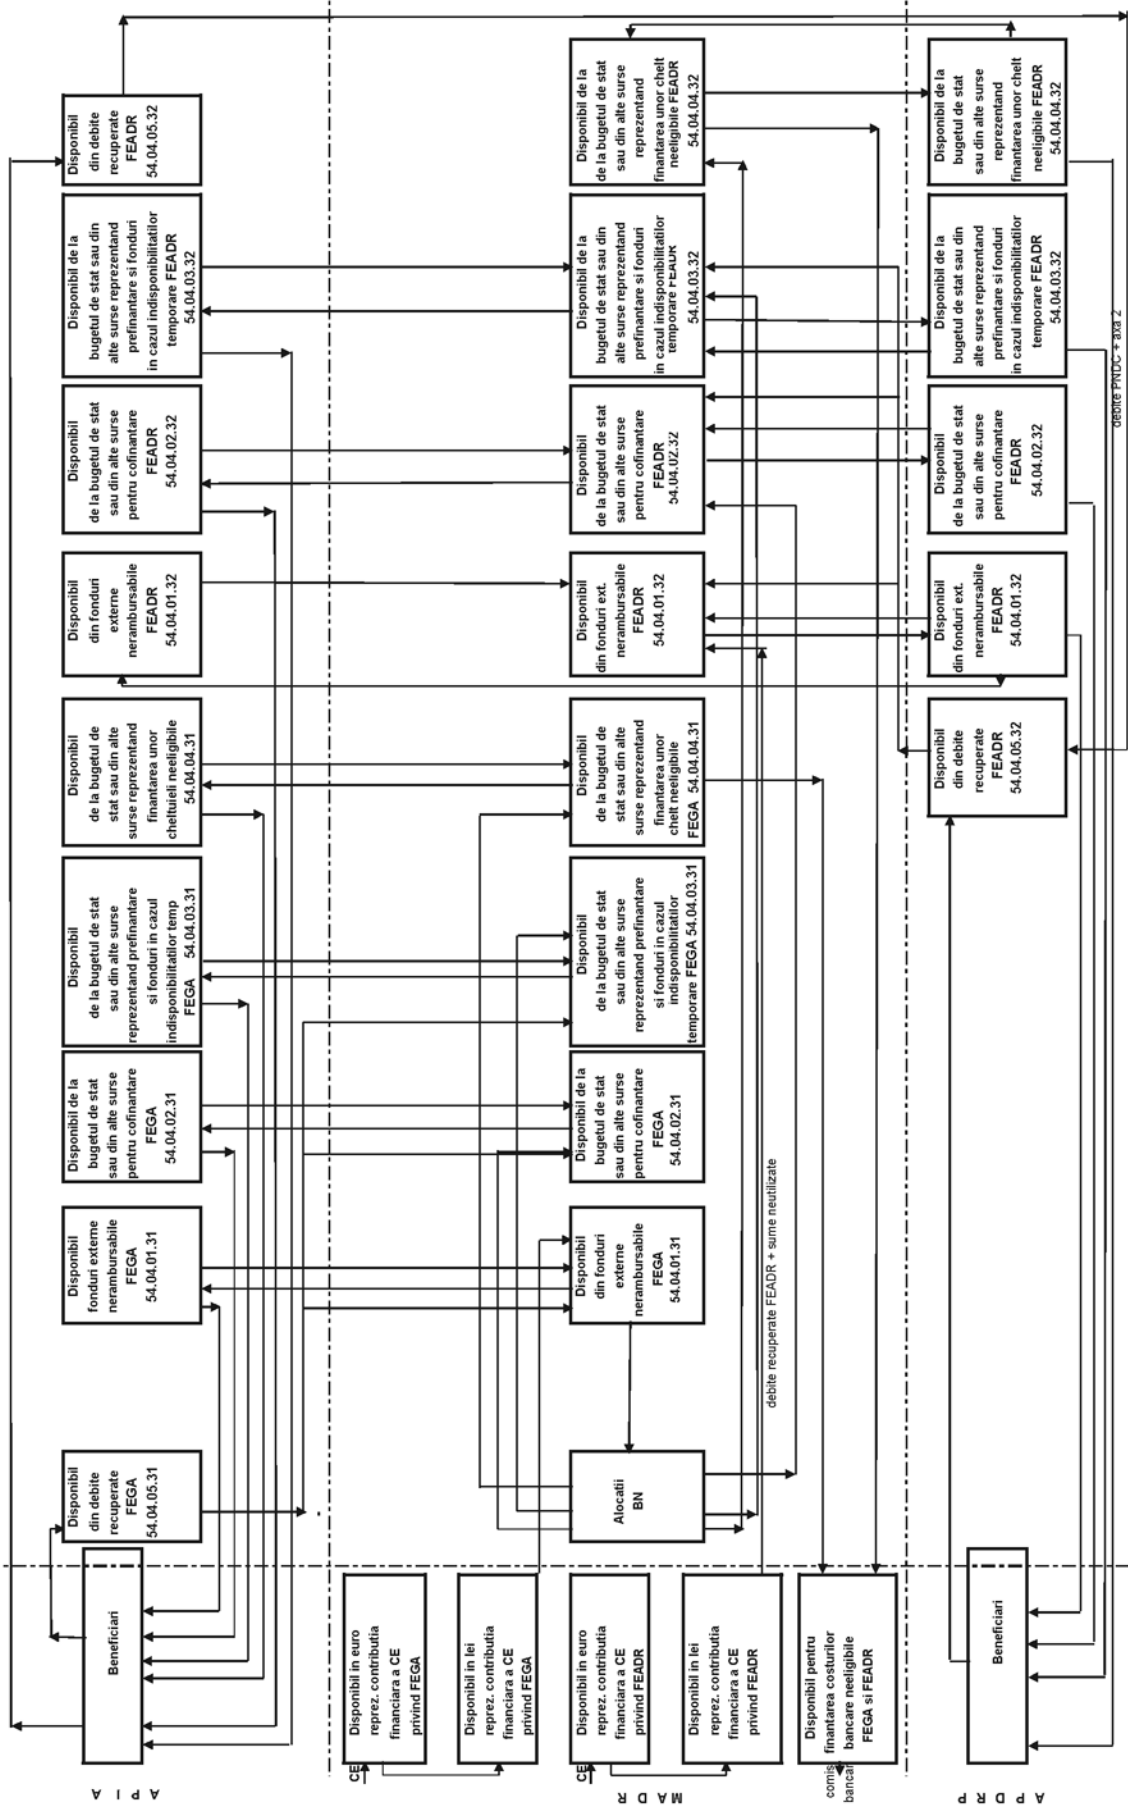 A P I A
Beneficiari
Disponibil
din debite
recuperate
FEGA
54.04.05.31
Disponibil
fonduri externe
nerambursabile
FEGA
54.04.01.31
Disponibil de la
bugetul de stat
sau din alte surse
pentru cofinantare
FEGA
54.04.02.31
Disponibil
de la bugetul de stat
sau din alte surse
reprezentand prefinantare
si fonduri in cazul
indisponibilitatilor temp
FEGA 54.04.03.31
Disponibil
de la bugetul de
stat sau din alte
surse reprezentand
finantarea unor
cheltuieli neeligibile
54.04.04.31
Disponibil
din fonduri
externe
nerambursabile
FEADR
54.04.01.32
Disponibil
de la bugetul de stat
sau din alte surse
pentru cofinantare
FEADR
54.04.02.32
Disponibil de la
bugetul de stat sau din
alte surse reprezentand
prefinantare si fonduri
in cazul indisponibilitatilor
temporare FEADR
54.04.03.32
Disponibil
din debite
recuperate
FEADR
54.04.05.32
M A D R
CE
Disponibil in euro
reprez. contributia
financiara a CE
privind FEGA
Disponibil in lei
reprez. contributia
financiara a CE
privind FEGA
CE
Disponibil in euro
reprez. contributia
financiara a CE
privind FEADR
Disponibil in lei
reprez. contributia
financiara a CE
privind FEADR
Disponibil pentru
finantarea costurilor
bancare neeligibile
FEGA si FEADR
comis
bancar
Alocatii
BN
Disponibil
din fonduri
externe
nerambursabile
FEGA
54.04.01.31
Disponibil de la
bugetul de stat
sau din alte surse
pentru cofinantare
FEGA
54.04.02.31
Disponibil
de la bugetul de stat
sau din alte surse
reprezentand prefinantare
si fonduri in cazul
indisponibilitatilor
temporare FEGA 54.04.03.31
Disponibil
de la bugetul de
stat sau din alte
surse reprezentand
finantarea unor
chelt neeligibile
FEGA 54.04.04.31
Disponibil
din fonduri ext.
nerambursabile
FEADR
54.04.01.32
Disponibil
de la bugetul de stat
sau din alte surse
pentru cofinantare
FEADR
54.04.02.32
Disponibil de la
bugetul de stat sau din
alte surse reprezentand
prefinantare si fonduri
in cazul indisponibilitatilor
temporare FEADR
54.04.03.32
Disponibil de la
de la bugetul de stat
sau din alte surse
reprezentand
finantarea unor chelt
neeligibile FEADR
54.04.04.32
debite recuperate FEADR + sume neutilizate
A P D R P
Beneficiari
Disponibil
din debite
recuperate
FEADR
54.04.05.32
Disponibil
din fonduri ext.
nerambursabile
FEADR
54.04.01.32
Disponibil
de la bugetul de stat
sau din alte surse
pentru cofinantare
FEADR
54.04.02.32
Disponibil de la
bugetul de stat sau din
alte surse reprezentand
prefinantare si fonduri
in cazul indisponibilitatilor
temporare FEADR
54.04.03.32
Disponibil de la
bugetul de stat
sau din alte surse
reprezentand
finantarea unor chelt
neeligibile FEADR
54.04.04.32
debite PNDC + axa 2